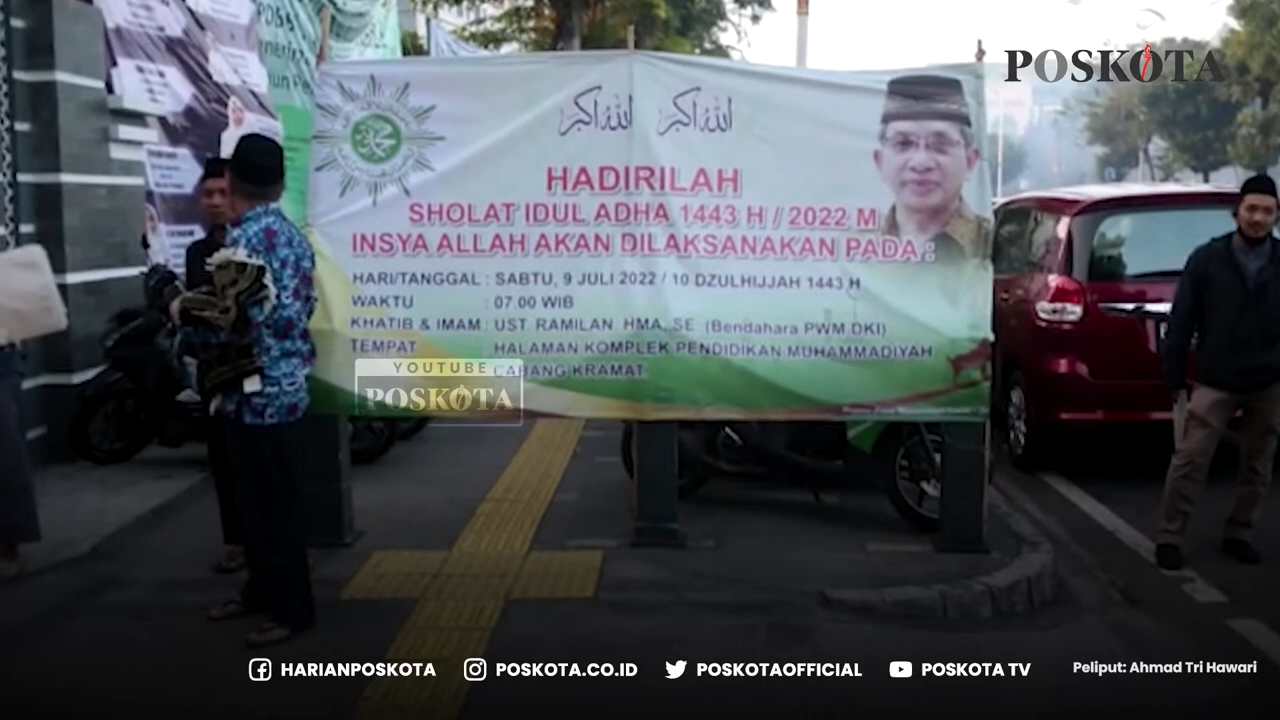 POSKOTA
الله اكبر الله اكبر
HADIRILAH
SHOLAT IDUL ADHA 1443 H / 2022 M
INSYA ALLAH AKAN DILAKSANAKAN PADA :
HARI/TANGGAL : SABTU, 9 JULI 2022 / 10 DZULHIJJAH 1443 H
WAKTU : 07.00 WIB
KHATIB & IMAM : UST RAMILAN, HMA, SE (Bendahara PWM DKI)
TEMPAT HALAMAN KOMPLEK PENDIDIKAN MUHAMMADIYAH
CABANG KRAMAT
YOUTUBE
POSKOTA
HARIANPOSKOTA POSKOTA.CO.ID POSKOTAOFFICIAL POSKOTA TV Peliput: Ahmad Tri Hawari